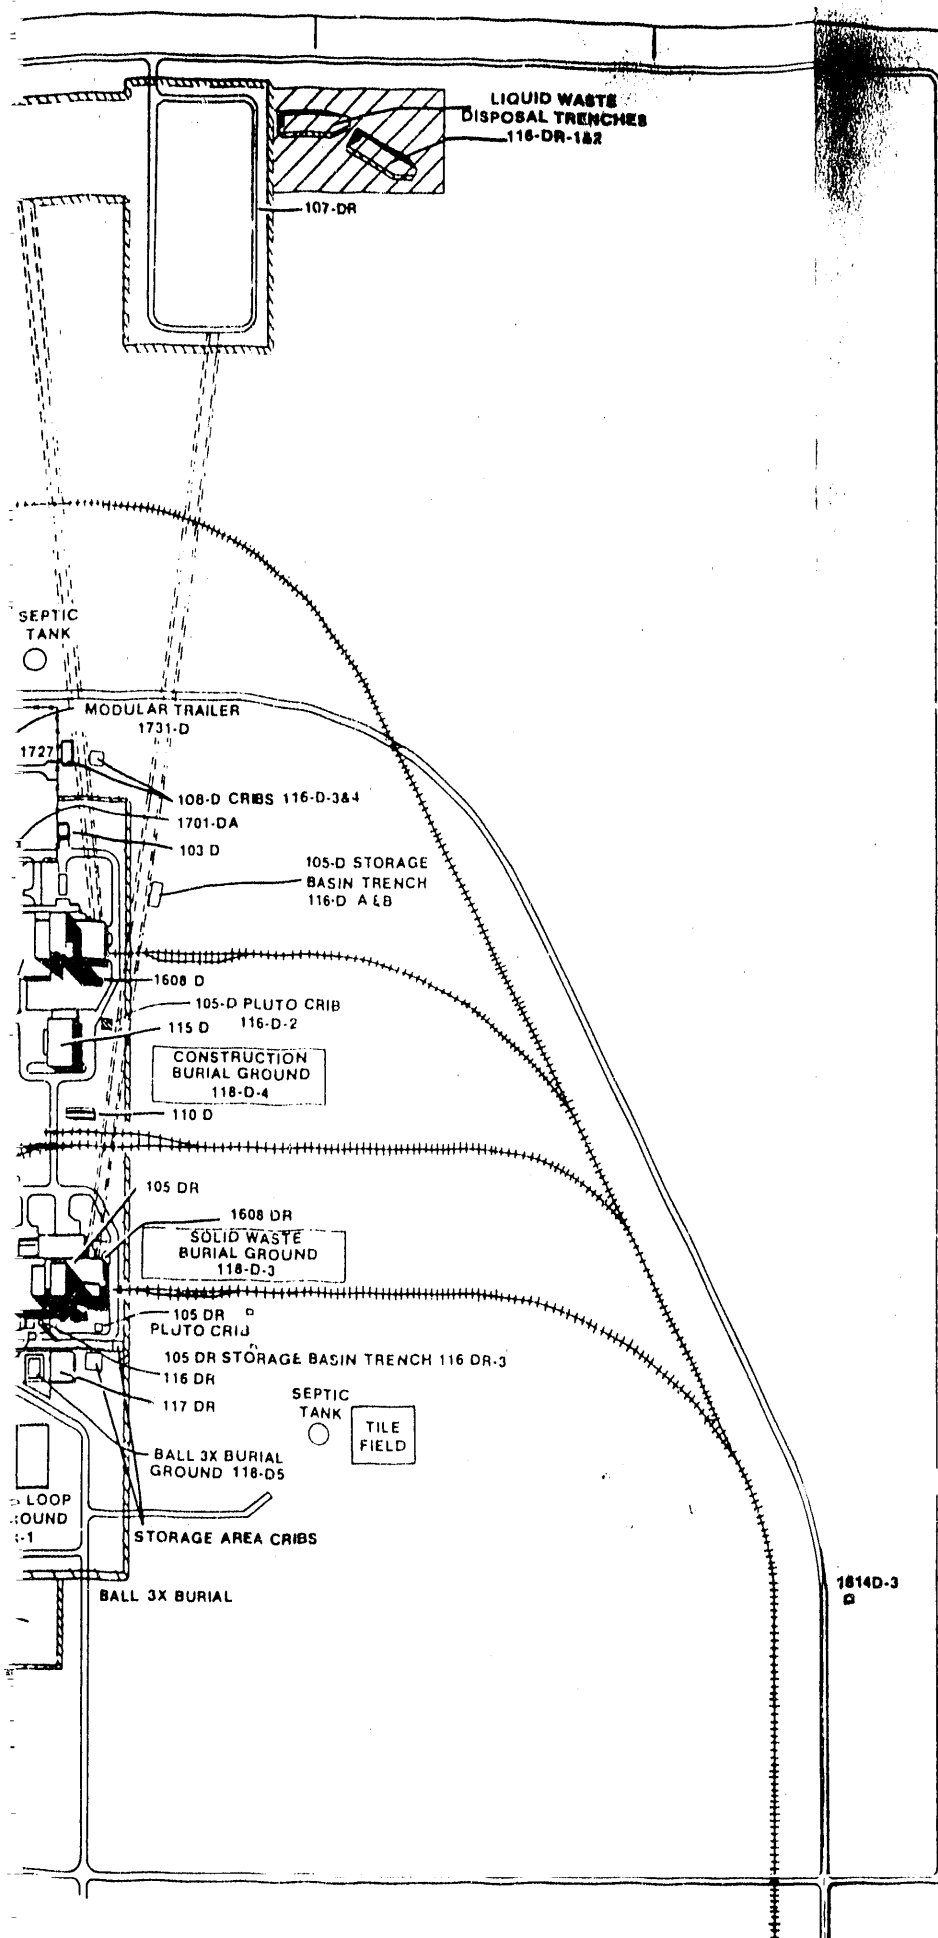 LIQUID WASTE
DISPOSAL TRENCHES
116-DR-1&2
107-DR
SEPTIC
TANK
MODULAR TRAILER
1731-D
1727
108-D CRIBS 116-D-3&4
1701-DA
103 D
105-D STORAGE
BASIN TRENCH
116-D A&B
1608 D
105-D PLUTO CRIB
116-D-2
115 D
CONSTRUCTION
BURIAL GROUND
118-D-4
110 D
105 DR
1608 DR
SOLID WASTE
BURIAL GROUND
118-D-3
105 DR
PLUTO CRIB
105 DR STORAGE BASIN TRENCH 116 DR-3
116 DR
117 DR
SEPTIC
TANK
TILE
FIELD
BALL 3X BURIAL
GROUND 118-D5
LOOP
OUND
-1
STORAGE AREA CRIBS
BALL 3X BURIAL
1614D-3